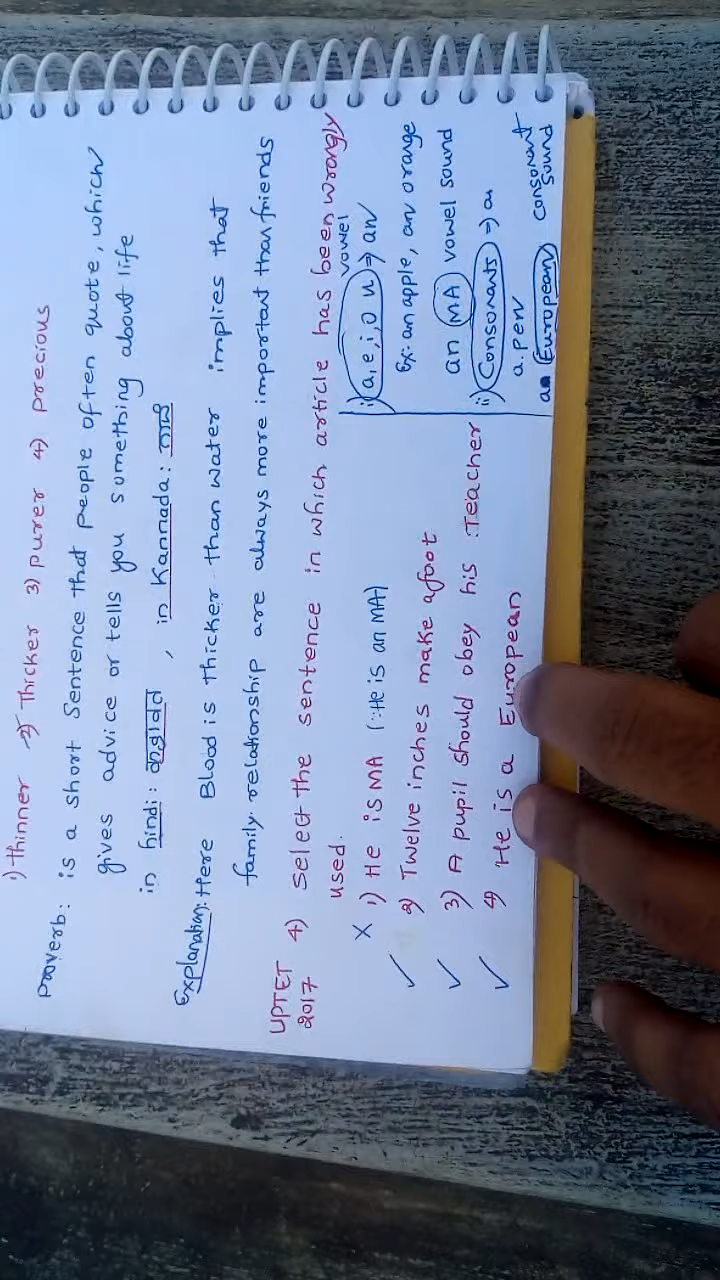 1) Thinner 2) Thicker 3) purer 4) precious
Proverb: is a short Sentence that people often quote, which
gives advice or tells you something about life
in hindi: कहावत , in Kannada: ಗಾದೆ
Explanation: Here Blood is thicker than water implies that
family relationship are always more important than friends
UPTET 2017 4) Select the sentence in which article has been wrongly
used.
X 1) He is MA (∵He is an MA)
✓ 2) Twelve inches make a foot
✓ 3) A pupil should obey his Teacher
✓ 4) He is a European
vowel
i) a, e, i, o u ⇒ an
Ex: an apple, an orange
an MA vowel sound
ii) Consonants ⇒ a
a pen
a European consonant
sound